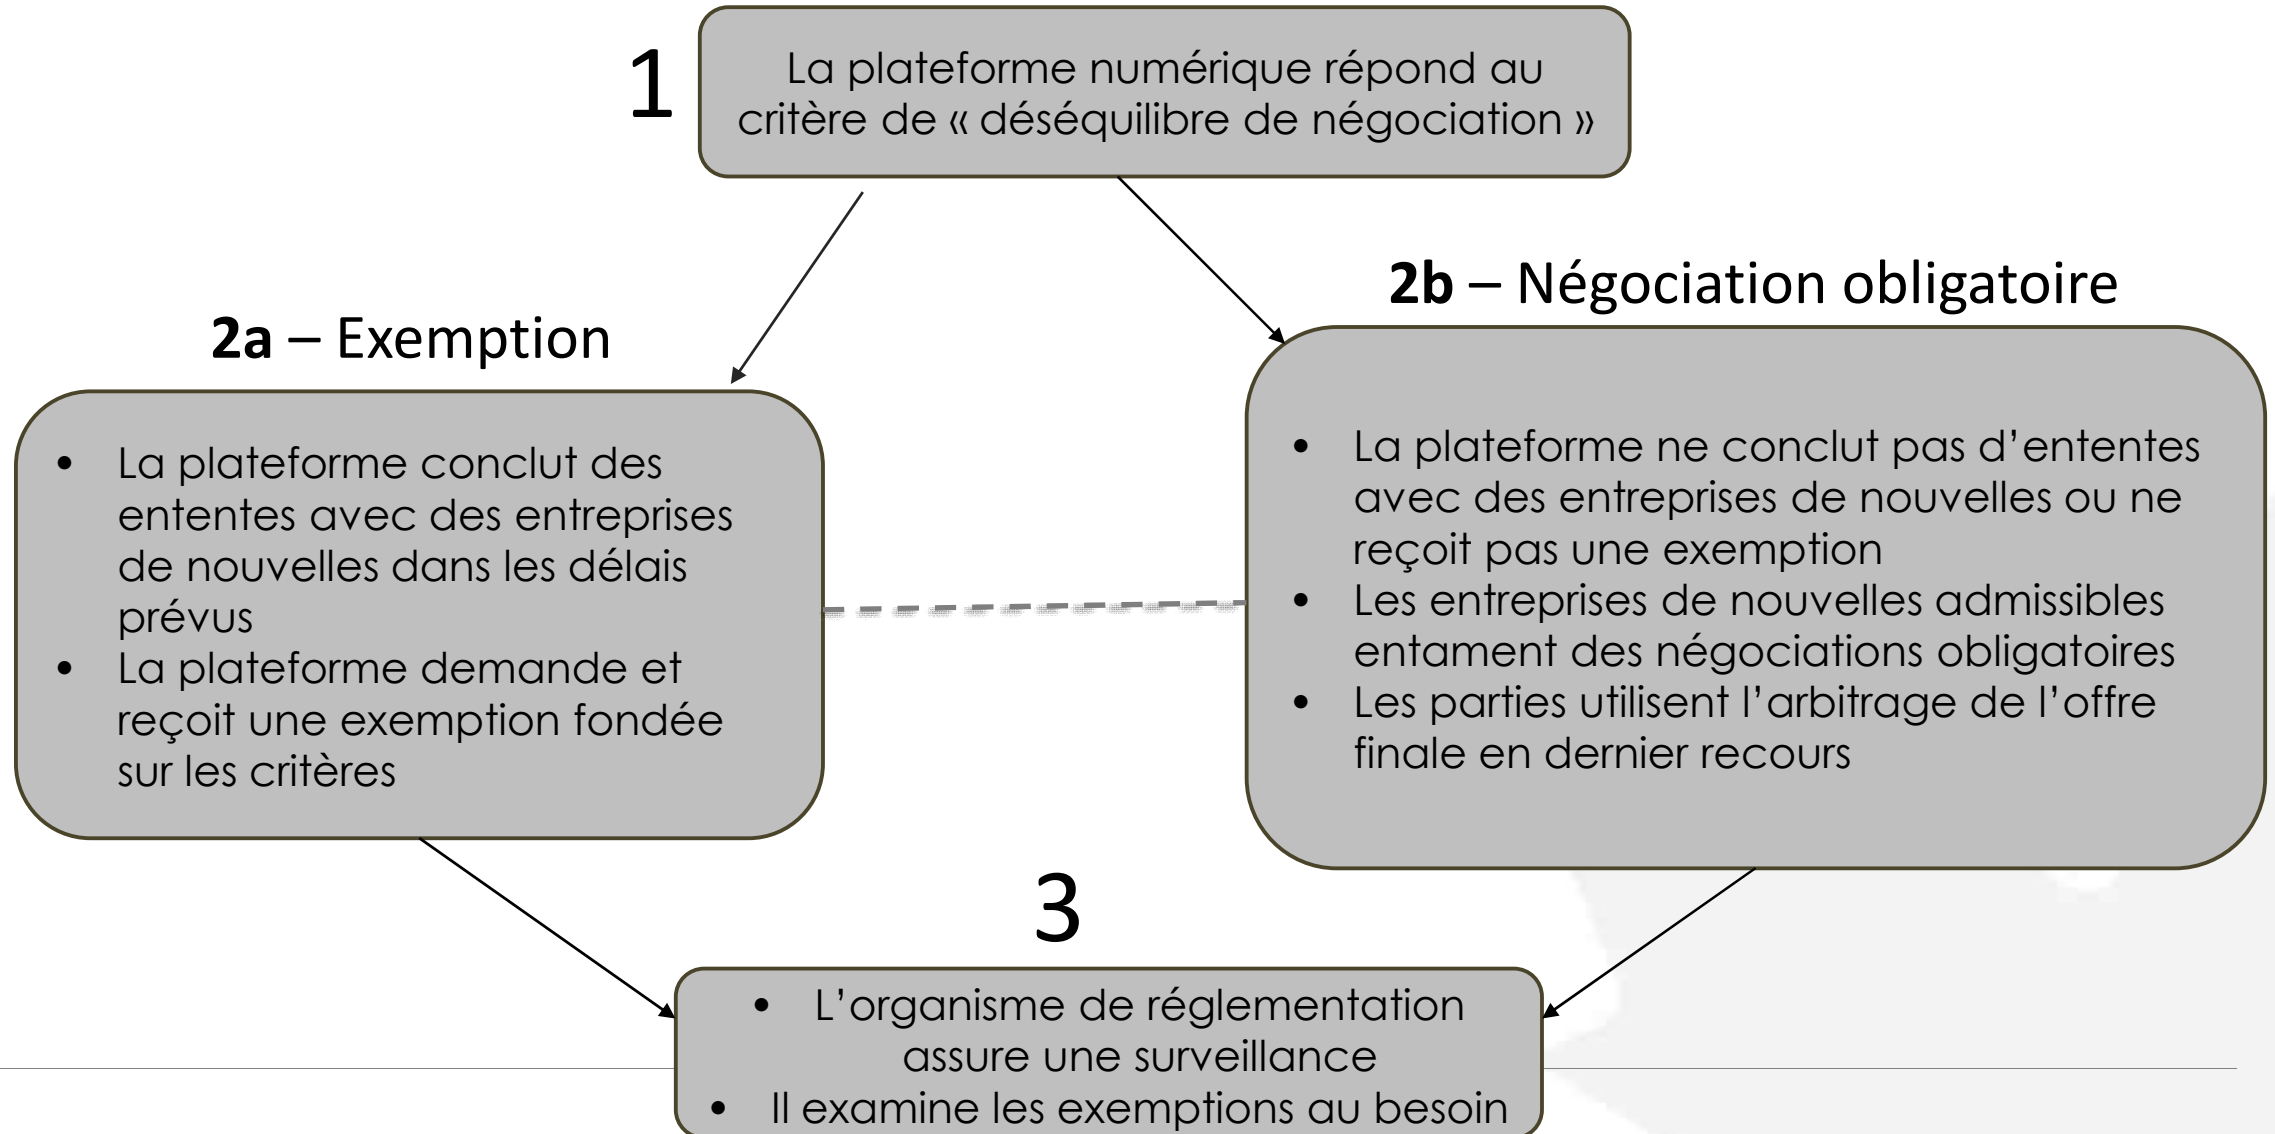 1
La plateforme numérique répond au
critère de « déséquilibre de négociation »
2a – Exemption
• La plateforme conclut des
ententes avec des entreprises
de nouvelles dans les délais
prévus
• La plateforme demande et
reçoit une exemption fondée
sur les critères
2b – Négociation obligatoire
• La plateforme ne conclut pas d’ententes
avec des entreprises de nouvelles ou ne
reçoit pas une exemption
• Les entreprises de nouvelles admissibles
entament des négociations obligatoires
• Les parties utilisent l’arbitrage de l’offre
finale en dernier recours
3
• L’organisme de réglementation
assure une surveillance
• Il examine les exemptions au besoin